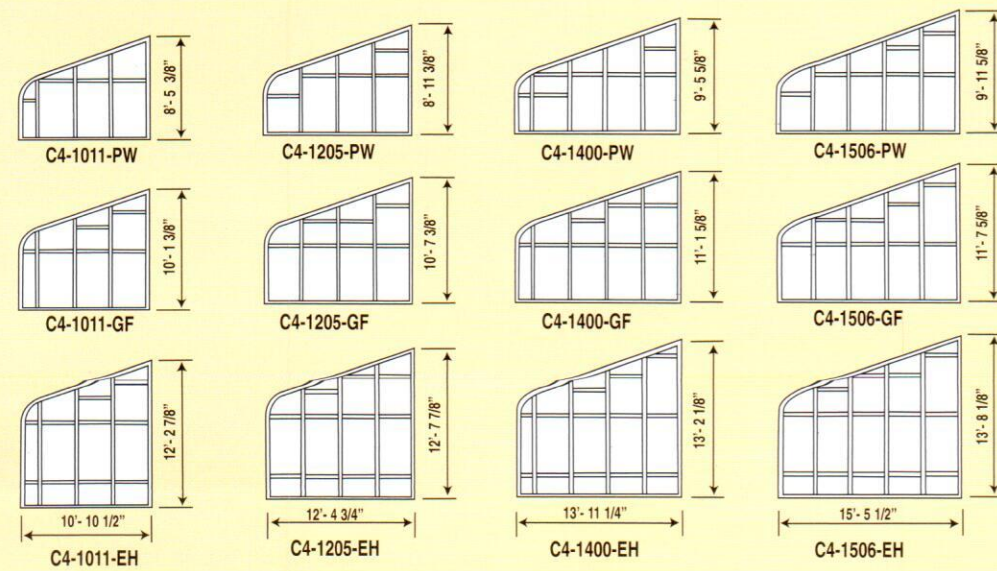 8'- 5 3/8"
8'- 11 3/8"
9'- 5 5/8"
9'- 11 5/8"
C4-1011-PW
C4-1205-PW
C4-1400-PW
C4-1506-PW
10'- 1 3/8"
10'- 7 3/8"
11'- 1 5/8"
11'- 7 5/8"
C4-1011-GF
C4-1205-GF
C4-1400-GF
C4-1506-GF
12'- 2 7/8"
12'- 7 7/8"
13'- 2 1/8"
13'- 8 1/8"
10'- 10 1/2"
12'- 4 3/4"
13'- 11 1/4"
15'- 5 1/2"
C4-1011-EH
C4-1205-EH
C4-1400-EH
C4-1506-EH